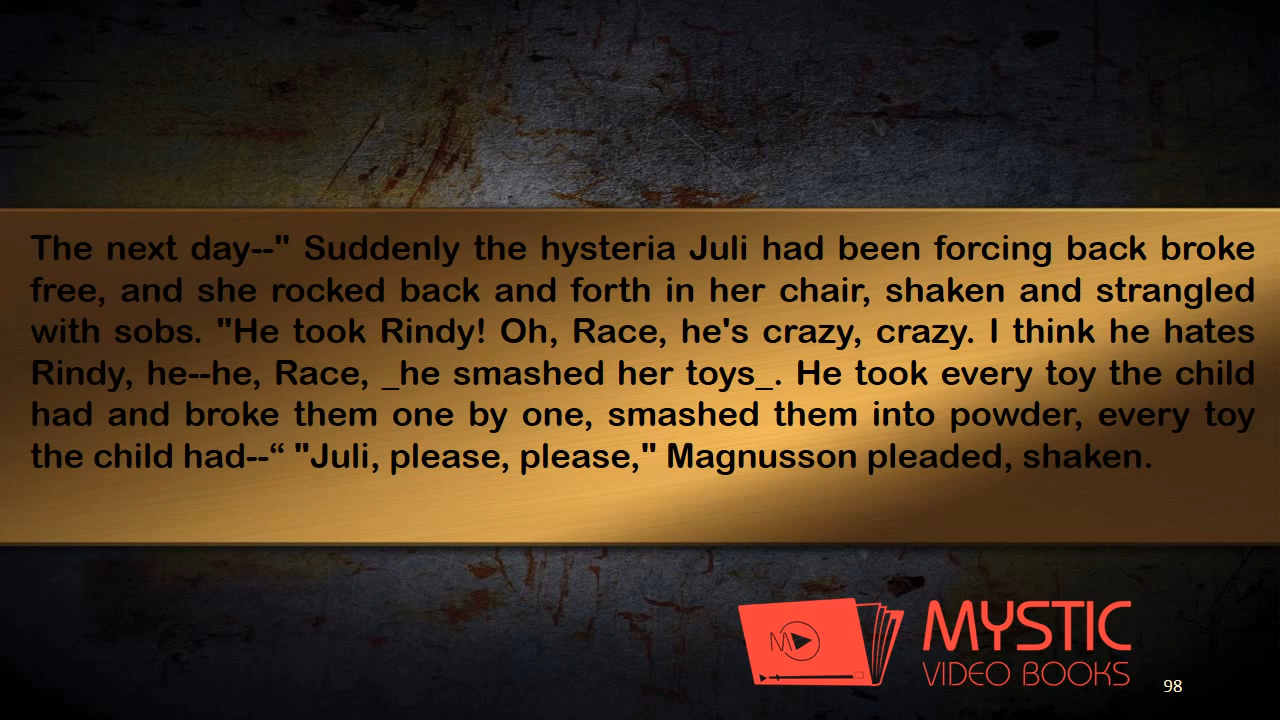 The next day--" Suddenly the hysteria Juli had been forcing back broke
free, and she rocked back and forth in her chair, shaken and strangled
with sobs. "He took Rindy! Oh, Race, he's crazy, crazy. I think he hates
Rindy, he--he, Race, _he smashed her toys_. He took every toy the child
had and broke them one by one, smashed them into powder, every toy
the child had--“ "Juli, please, please," Magnusson pleaded, shaken.
M
MYSTIC
VIDEO BOOKS
98